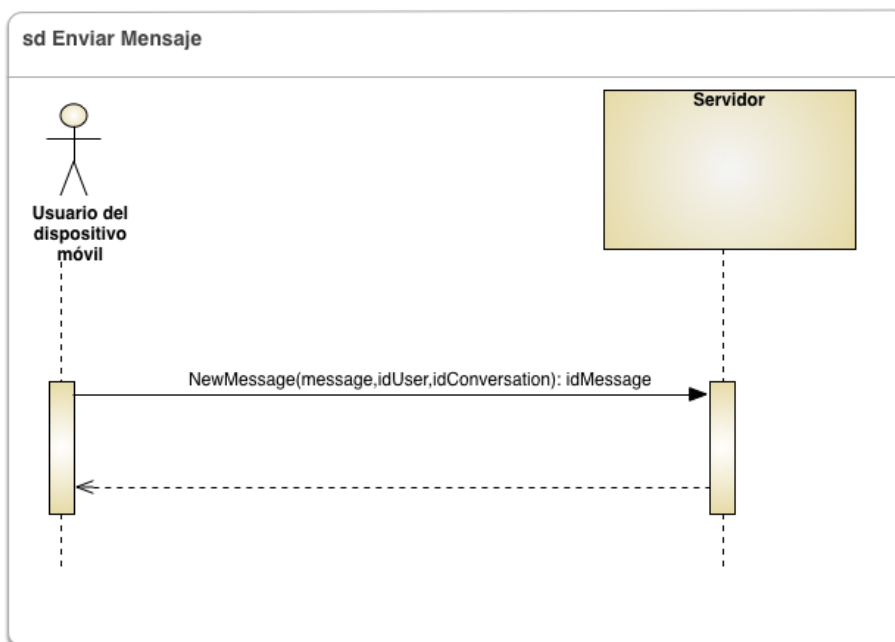 sd Enviar Mensaje
Servidor
Usuario del
dispositivo
móvil
NewMessage(message,idUser,idConversation): idMessage